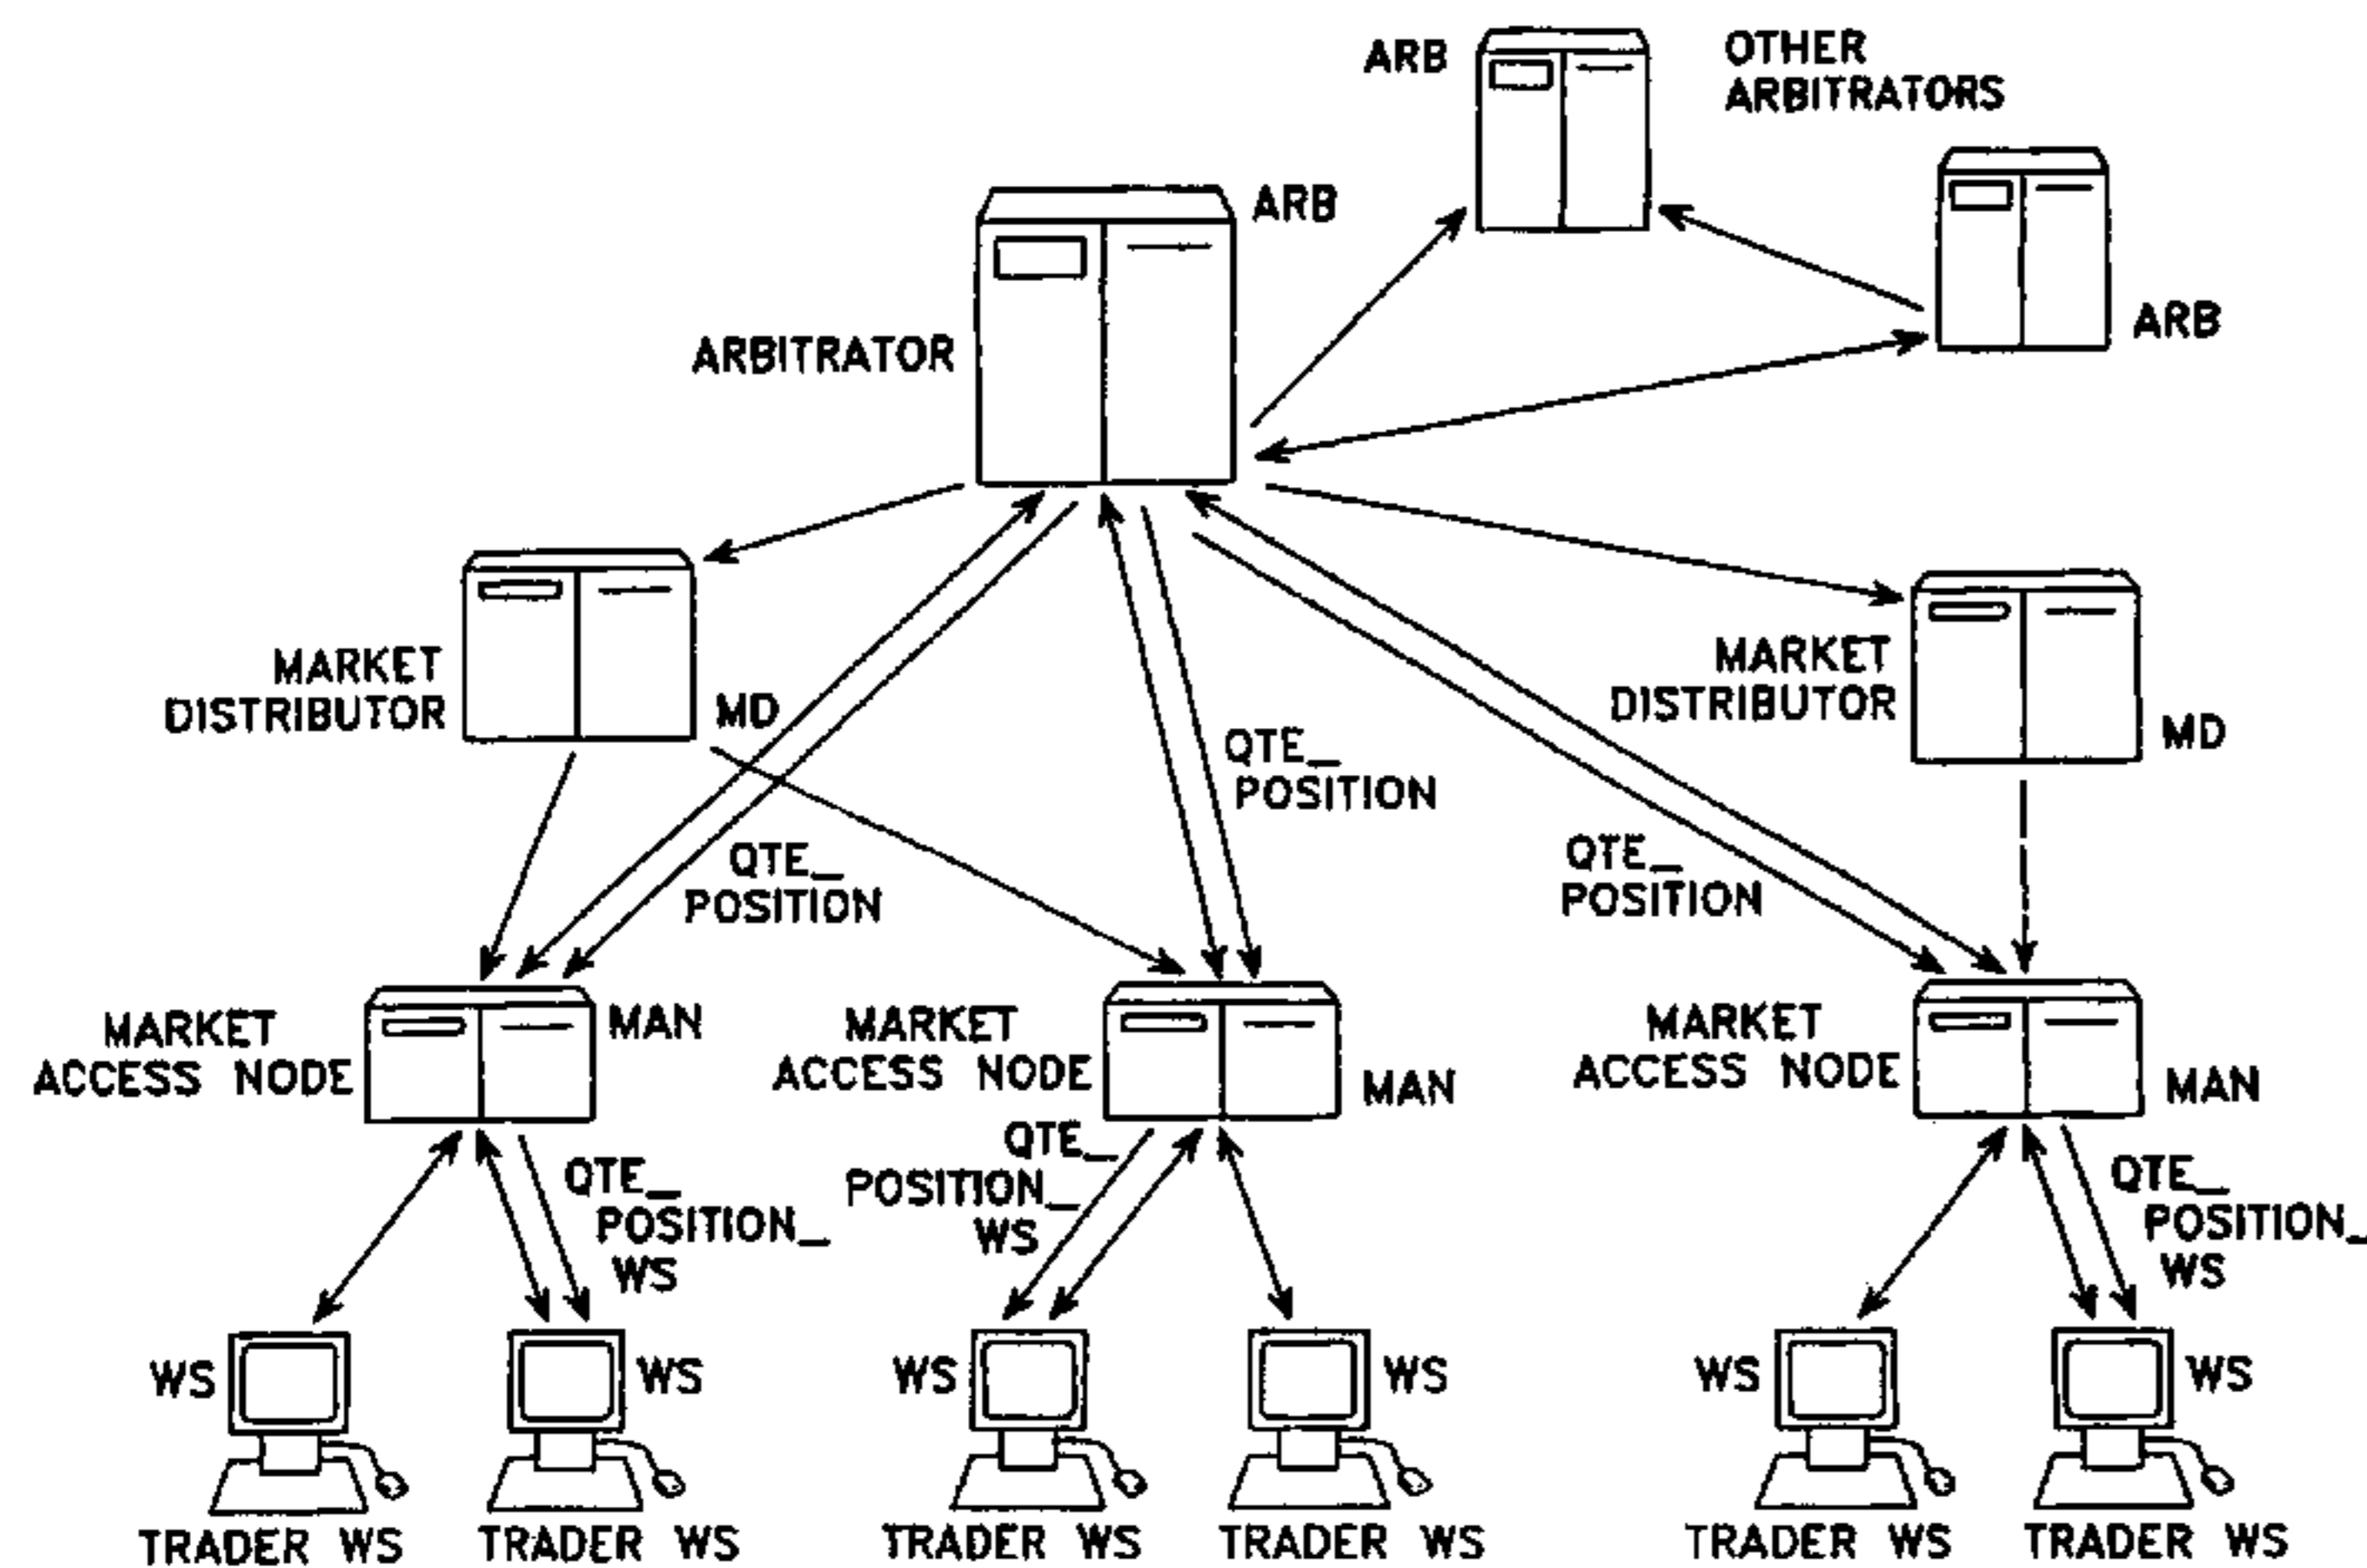 ARB
OTHER
ARBITRATORS
ARB
ARBITRATOR
ARB
MARKET
DISTRIBUTOR
MD
MARKET
DISTRIBUTOR
MD
QTE_
POSITION
QTE_
POSITION
QTE_
POSITION
MARKET
ACCESS NODE
MAN
MARKET
ACCESS NODE
MAN
MARKET
ACCESS NODE
MAN
QTE_
POSITION_
WS
QTE_
POSITION_
WS
QTE_
POSITION_
WS
WS
WS
WS
WS
WS
WS
TRADER WS
TRADER WS
TRADER WS
TRADER WS
TRADER WS
TRADER WS